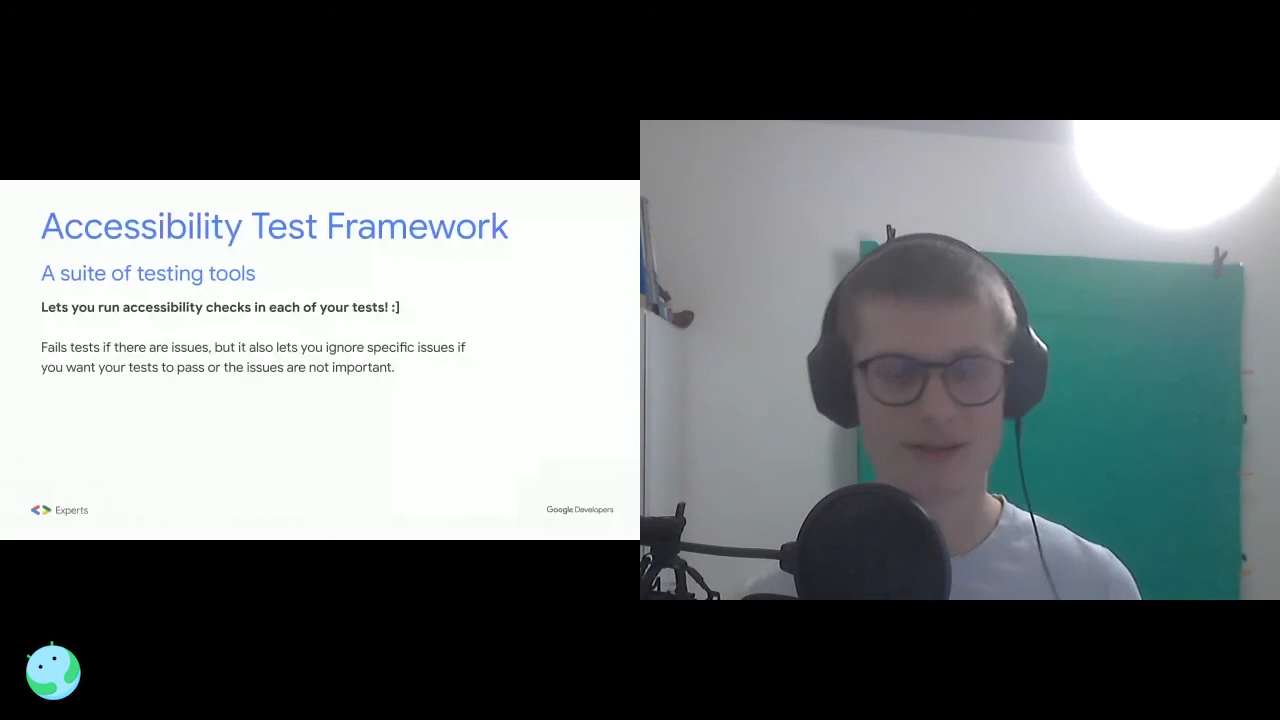 Accessibility Test Framework
A suite of testing tools
Lets you run accessibility checks in each of your tests! :]
Fails tests if there are issues, but it also lets you ignore specific issues if
you want your tests to pass or the issues are not important.
Experts
Google Developers